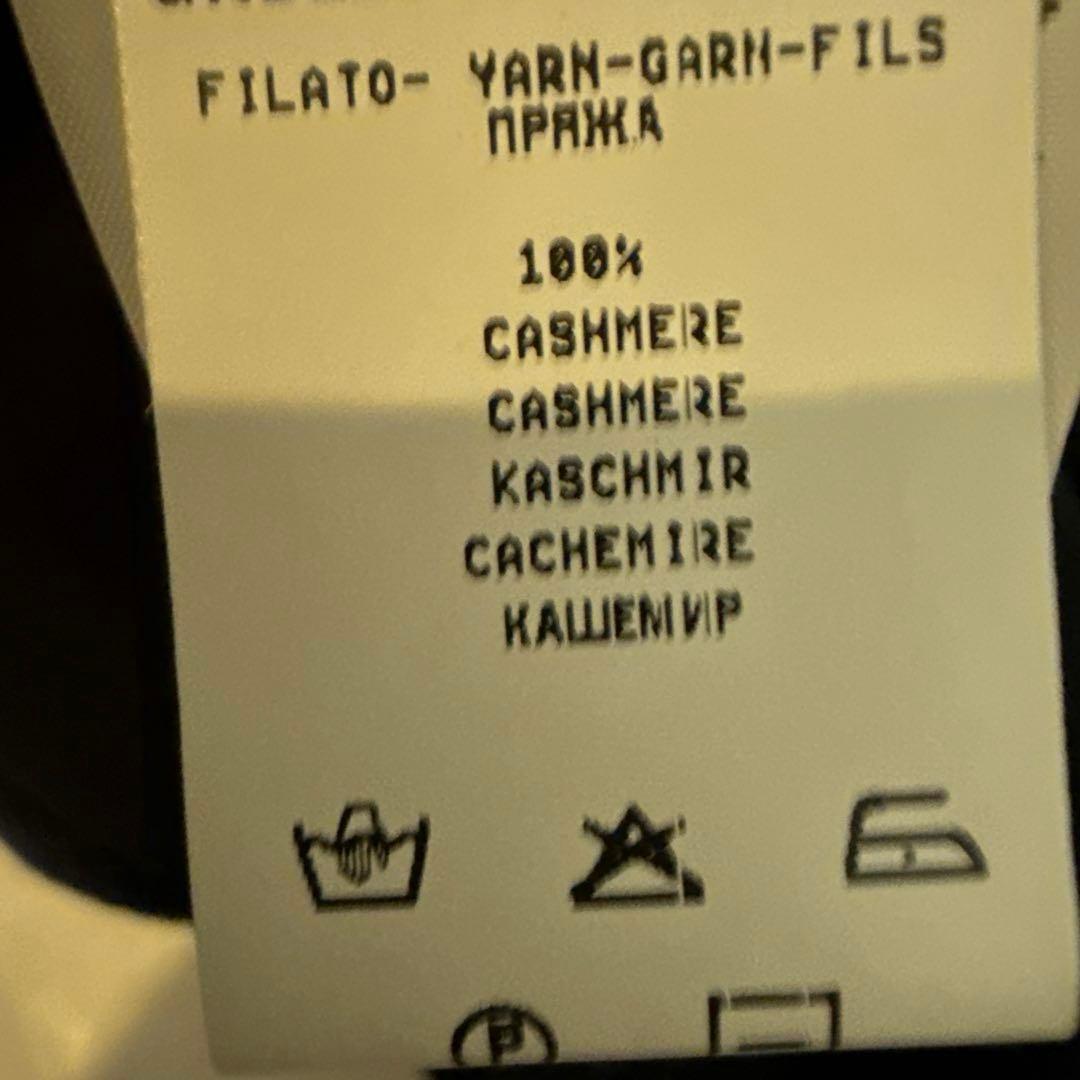 FILATO- YARN-GARN-FILS
ПРЯЖА
100%
CASHMERE
CASHMERE
KASCHMIR
CACHEMIRE
КАШЕМИР
P